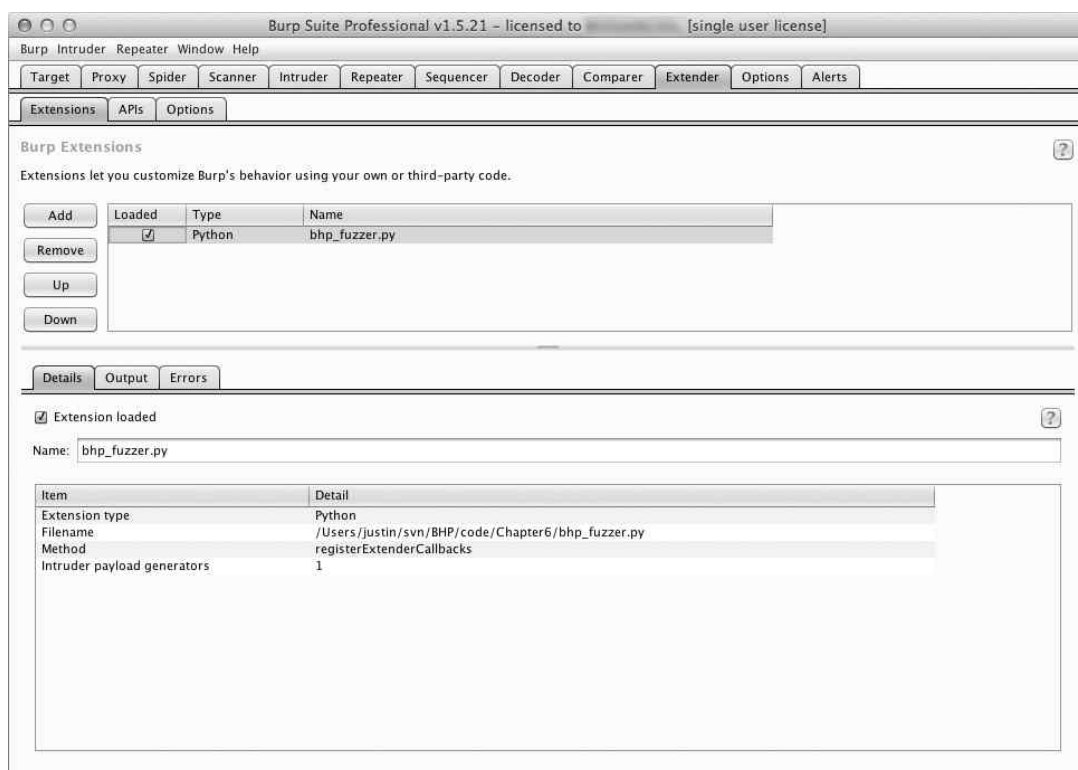 Burp Suite Professional v1.5.21 – licensed to [single user license]
Burp Intruder Repeater Window Help
Target Proxy Spider Scanner Intruder Repeater Sequencer Decoder Comparer Extender Options Alerts
Extensions APIs Options
Burp Extensions
?
Extensions let you customize Burp's behavior using your own or third-party code.
Add
Remove
Up
Down
Loaded Type Name
Python bhp_fuzzer.py
Details Output Errors
Extension loaded
?
Name: bhp_fuzzer.py
Item Detail
Extension type Python
Filename /Users/justin/svn/BHP/code/Chapter6/bhp_fuzzer.py
Method registerExtenderCallbacks
Intruder payload generators 1